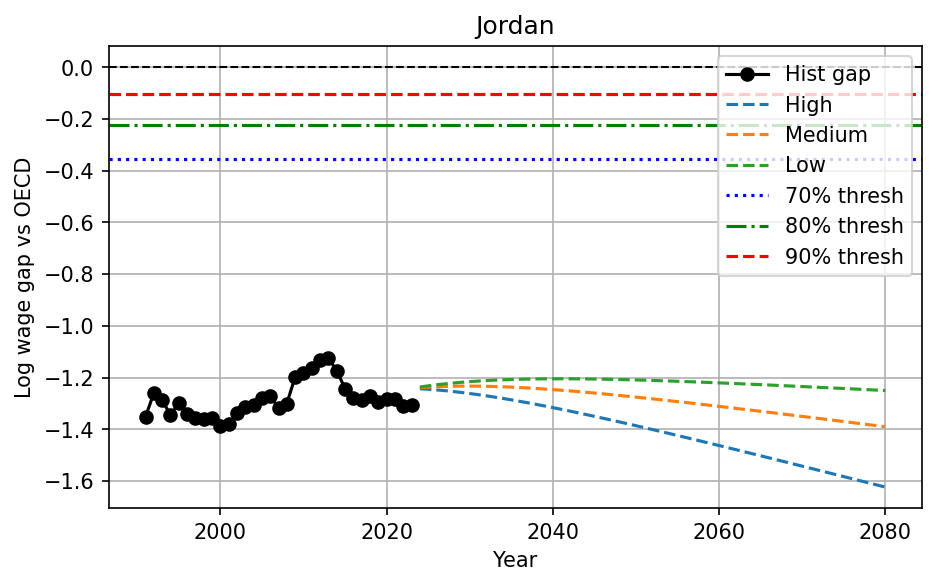 Jordan
Log wage gap vs OECD
0.0
−0.2
−0.4
−0.6
−0.8
−1.0
−1.2
−1.4
−1.6
Hist gap
High
Medium
Low
70% thresh
80% thresh
90% thresh
2000 2020 2040 2060 2080
Year